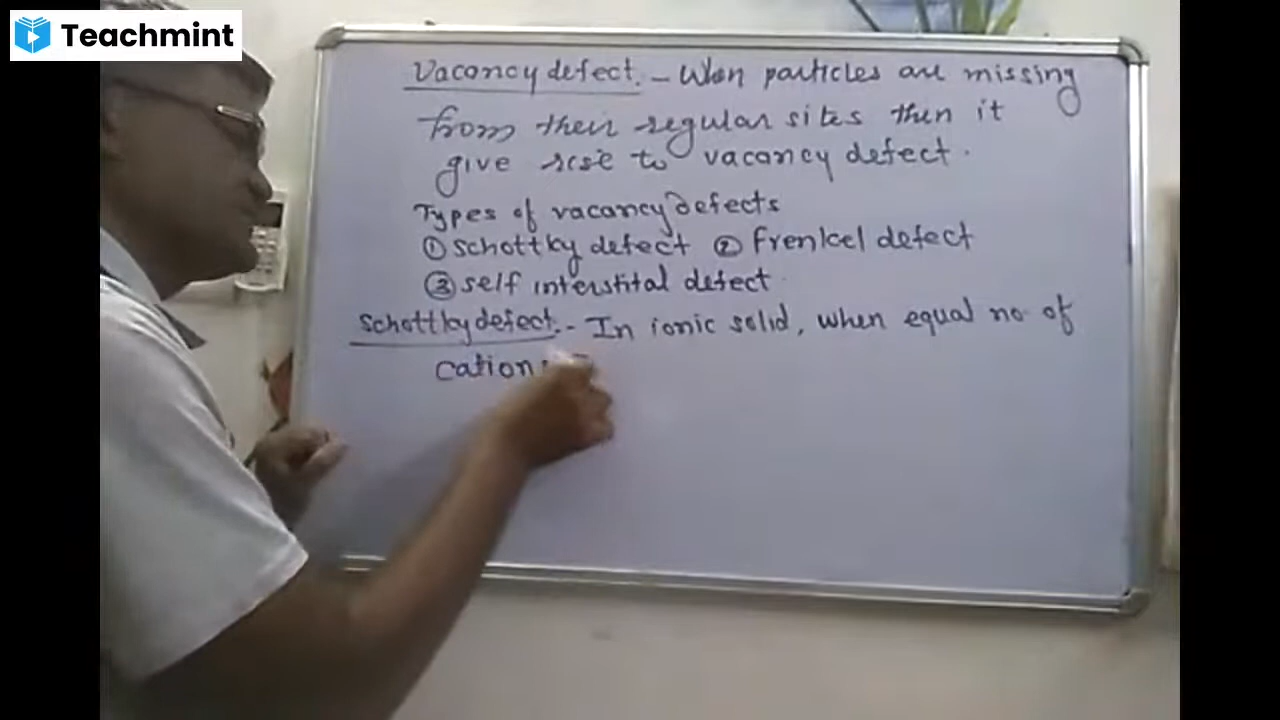 Teachmint
Vacancy defect. - When particles are missing
from their regular sites then it
give rise to vacancy defect.
Types of vacancy defects
① Schottky defect ② Frenkel defect
③ self interstital defect
Schottky defect. - In ionic solid, when equal no of
cation